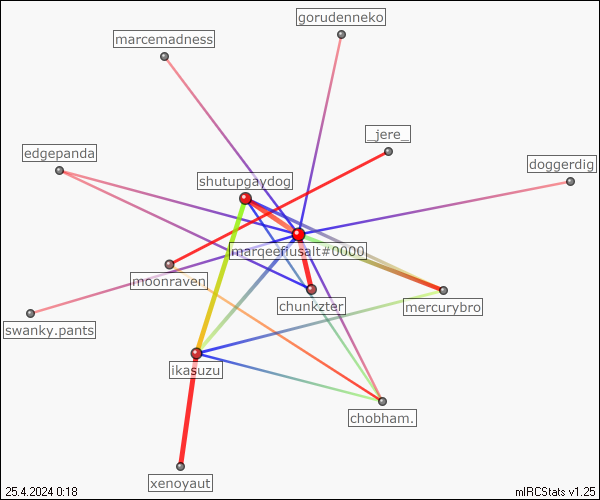 gorudenneko
marcemadness
_jere_
edgepanda
doggerdig
shutupgaydog
marqeeffusalt#0000
moonraven
chunkzter
mercurybro
swanky.pants
ikasuzu
chobham.
xenoyaut
25.4.2024 0:18
mIRCStats v1.25